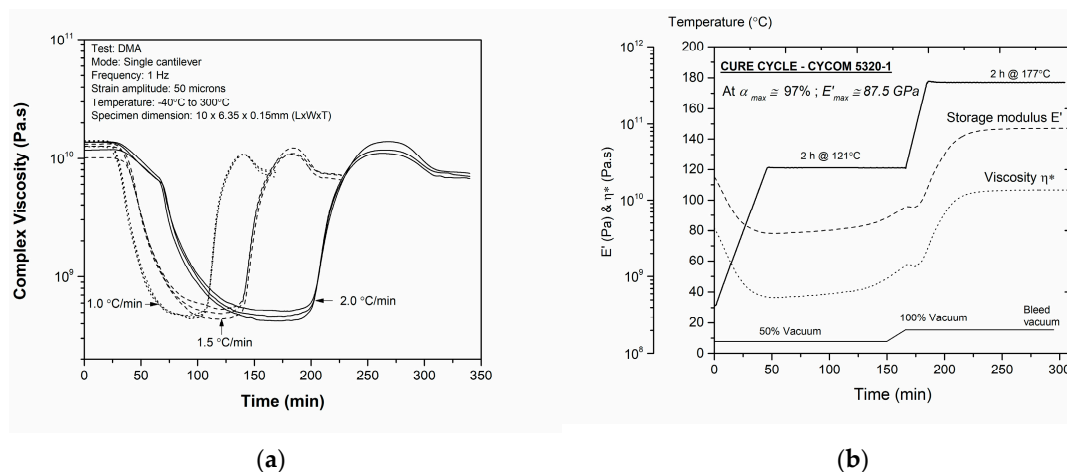 Test: DMA
Mode: Single cantilever
Frequency: 1 Hz
Strain amplitude: 50 microns
Temperature: -40°C to 300°C
Specimen dimension: 10 x 6.35 x 0.15mm (LxWxT)
Complex Viscosity (Pa.s)
10^11
10^10
10^9
1.0 °C/min
1.5 °C/min
2.0 °C/min
0 50 100 150 200 250 300 350
Time (min)
(a)
Temperature (°C)
E' (Pa) & η* (Pa.s)
10^12
10^11
10^10
10^9
10^8
200
180
160
140
120
100
80
60
40
20
0
CURE CYCLE - CYCOM 5320-1
At α max ≅ 97% ; E'max ≅ 87.5 GPa
2 h @ 177°C
Storage modulus E'
2 h @ 121°C
Viscosity η*
50% Vacuum
100% Vacuum
Bleed
vacuum
0 50 100 150 200 250 300
Time (min)
(b)